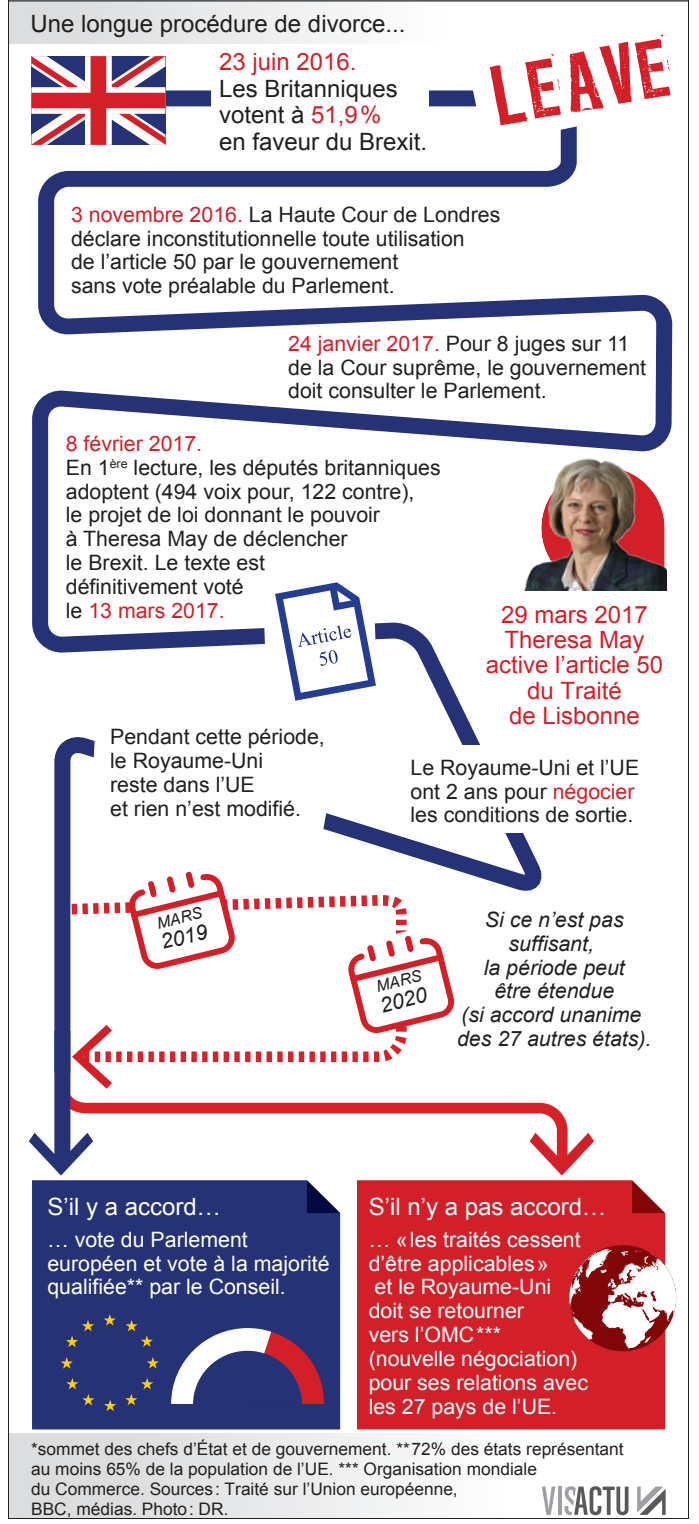 Une longue procédure de divorce...
23 juin 2016.
Les Britanniques
votent à 51,9%
en faveur du Brexit.
LEAVE
3 novembre 2016. La Haute Cour de Londres
déclare inconstitutionnelle toute utilisation
de l'article 50 par le gouvernement
sans vote préalable du Parlement.
24 janvier 2017. Pour 8 juges sur 11
de la Cour suprême, le gouvernement
doit consulter le Parlement.
8 février 2017.
En 1ère lecture, les députés britanniques
adoptent (494 voix pour, 122 contre),
le projet de loi donnant le pouvoir
à Theresa May de déclencher
le Brexit. Le texte est
définitivement voté
le 13 mars 2017.
Article
50
29 mars 2017
Theresa May
active l'article 50
du Traité
de Lisbonne
Le Royaume-Uni et l'UE
ont 2 ans pour négocier
les conditions de sortie.
Pendant cette période,
le Royaume-Uni
reste dans l'UE
et rien n'est modifié.
MARS
2019
MARS
2020
Si ce n'est pas
suffisant,
la période peut
être étendue
(si accord unanime
des 27 autres états).
S'il y a accord…
… vote du Parlement
européen et vote à la majorité
qualifiée** par le Conseil.
S'il n'y a pas accord…
… «les traités cessent
d'être applicables»
et le Royaume-Uni
doit se retourner
vers l'OMC***
(nouvelle négociation)
pour ses relations avec
les 27 pays de l'UE.
*sommet des chefs d'État et de gouvernement. **72% des états représentant
au moins 65% de la population de l'UE. *** Organisation mondiale
du Commerce. Sources: Traité sur l'Union européenne,
BBC, médias. Photo: DR.
VISACTU